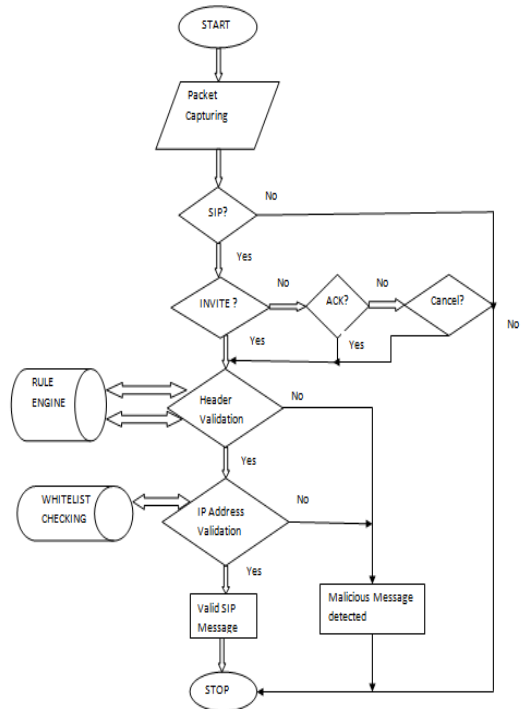 START
Packet
Capturing
No
SIP?
Yes
No
No
INVITE ?
ACK?
Cancel?
No
Yes
Yes
RULE
ENGINE
Header
Validation
No
Yes
WHITELIST
CHECKING
IP Address
Validation
No
Yes
Valid SIP
Message
Malicious Message
detected
STOP